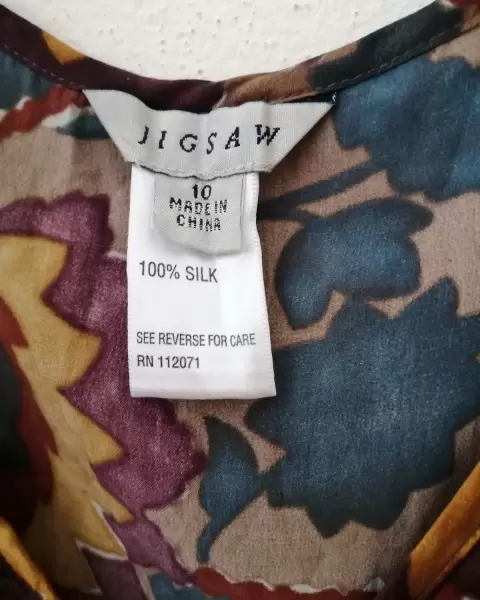 JIGSAW
10
MADE IN
CHINA
100% SILK
SEE REVERSE FOR CARE
RN 112071